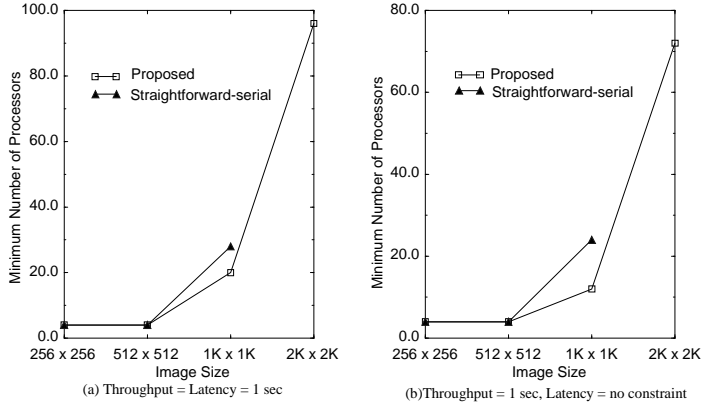 100.0
80.0
60.0
40.0
20.0
0.0
Minimum Number of Processors
Proposed
Straightforward-serial
256 x 256 512 x 512 1K x 1K 2K x 2K
Image Size
(a) Throughput = Latency = 1 sec
80.0
60.0
40.0
20.0
0.0
Minimum Number of Processors
Proposed
Straightforward-serial
256 x 256 512 x 512 1K x 1K 2K x 2K
Image Size
(b)Throughput = 1 sec, Latency = no constraint